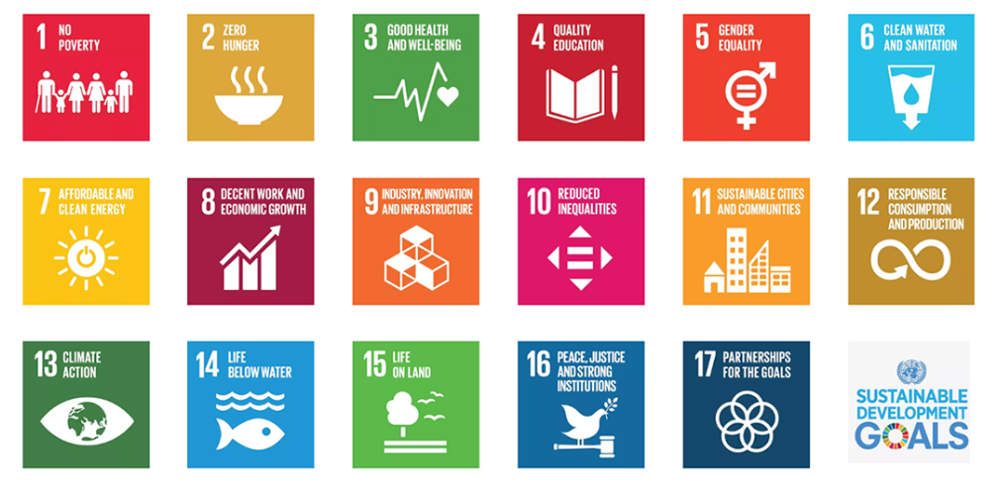 1 NO
POVERTY
2 ZERO
HUNGER
3 GOOD HEALTH
AND WELL-BEING
4 QUALITY
EDUCATION
5 GENDER
EQUALITY
6 CLEAN WATER
AND SANITATION
7 AFFORDABLE AND
CLEAN ENERGY
8 DECENT WORK AND
ECONOMIC GROWTH
9 INDUSTRY, INNOVATION
AND INFRASTRUCTURE
10 REDUCED
INEQUALITIES
11 SUSTAINABLE CITIES
AND COMMUNITIES
12 RESPONSIBLE
CONSUMPTION
AND PRODUCTION
13 CLIMATE
ACTION
14 LIFE
BELOW WATER
15 LIFE
ON LAND
16 PEACE, JUSTICE
AND STRONG
INSTITUTIONS
17 PARTNERSHIPS
FOR THE GOALS
SUSTAINABLE
DEVELOPMENT
GOALS